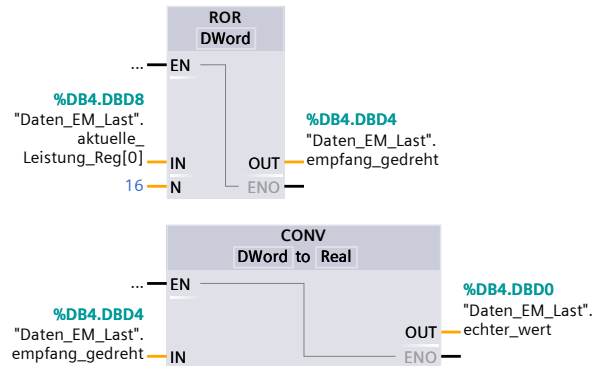 ROR
DWord
... EN
%DB4.DBD8
"Daten_EM_Last".
aktuelle_
Leistung_Reg[0] IN
16 N
%DB4.DBD4
"Daten_EM_Last".
OUT empfang_gedreht
ENO
CONV
DWord to Real
... EN
%DB4.DBD4
"Daten_EM_Last".
empfang_gedreht IN
%DB4.DBD0
"Daten_EM_Last".
OUT echter_wert
ENO